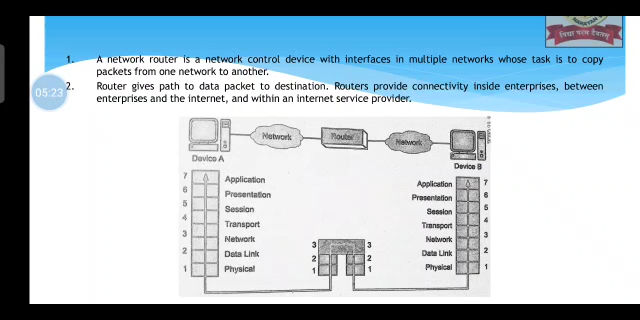 विद्या परम दैवतम्
1. A network router is a network control device with interfaces in multiple networks whose task is to copy
packets from one network to another.
05:23
2. Router gives path to data packet to destination. Routers provide connectivity inside enterprises, between
enterprises and the internet, and within an internet service provider.
Network Router Network
Device A
Device B
7 Application
6 Presentation
5 Session
4 Transport
3 Network
2 Data Link
1 Physical
3 3
2 2
1 1
Application 7
Presentation 6
Session 5
Transport 4
Network 3
Data Link 2
Physical 1